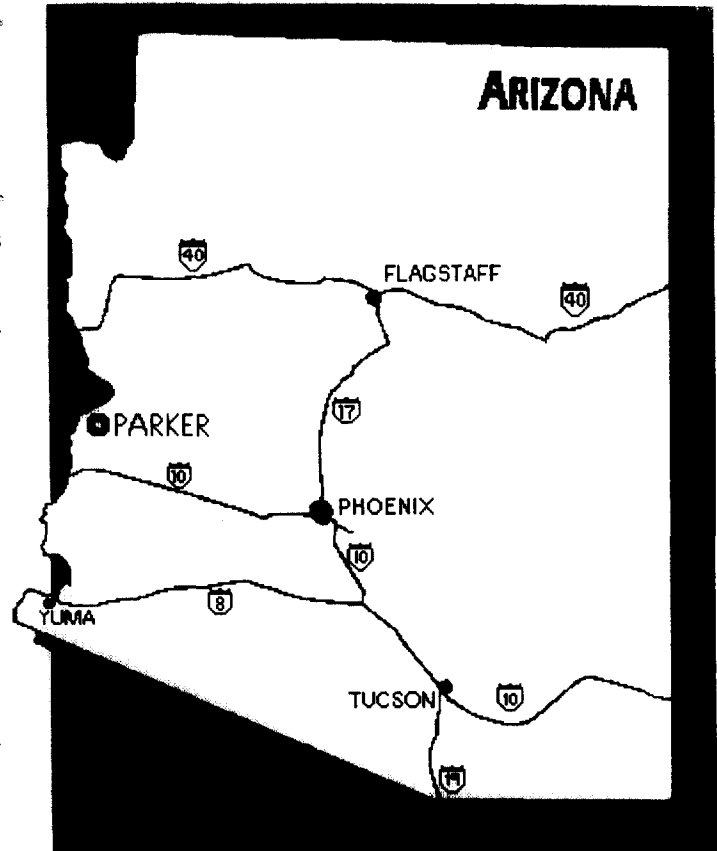 ARIZONA
40
FLAGSTAFF
40
17
PARKER
10
PHOENIX
10
8
YUMA
TUCSON
10
19